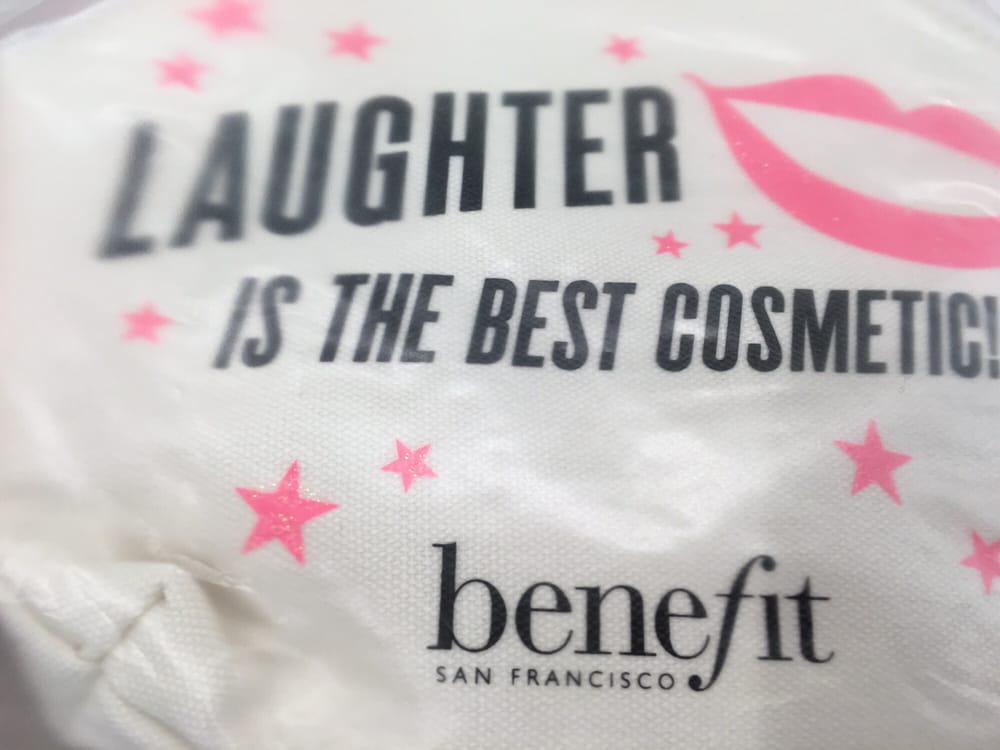 LAUGHTER
IS THE BEST COSMETIC!
benefit
SAN FRANCISCO